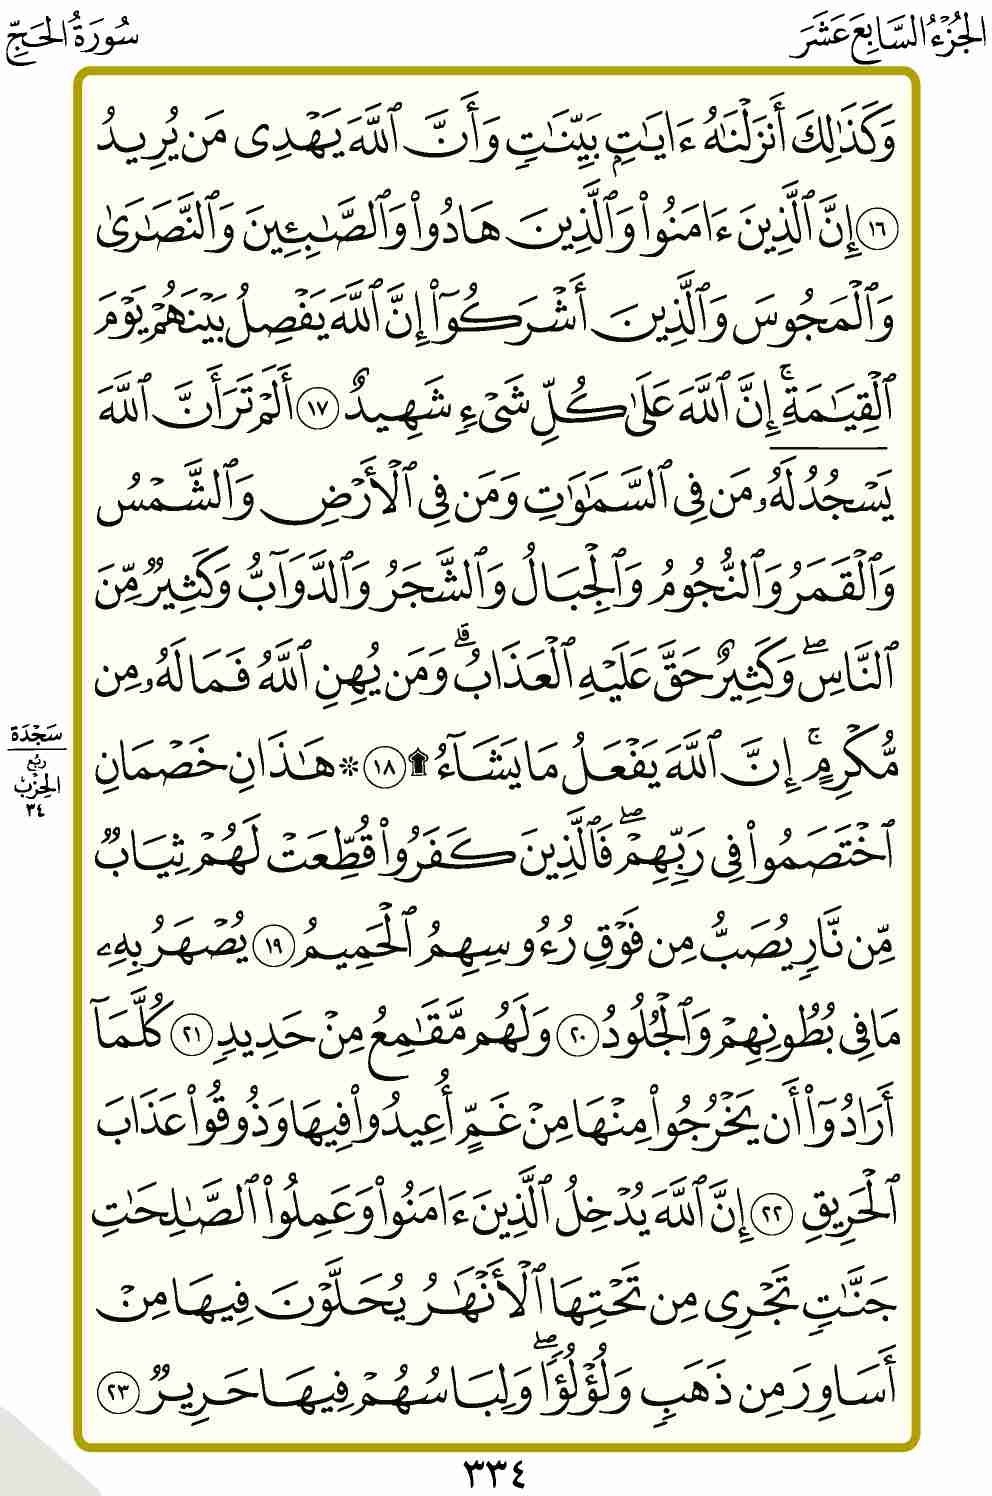 الجُزْءُ السَّابِعَ عَشَرَ
سُورَةُ الحَجِّ
وَكَذَٰلِكَ أَنزَلْنَٰهُ ءَايَٰتِۭ بَيِّنَٰتٖ وَأَنَّ ٱللَّهَ يَهْدِى مَن يُرِيدُ
١٦ إِنَّ ٱلَّذِينَ ءَامَنُوا۟ وَٱلَّذِينَ هَادُوا۟ وَٱلصَّٰبِـِٔينَ وَٱلنَّصَٰرَىٰ
وَٱلْمَجُوسَ وَٱلَّذِينَ أَشْرَكُوٓا۟ إِنَّ ٱللَّهَ يَفْصِلُ بَيْنَهُمْ يَوْمَ
ٱلْقِيَٰمَةِۚ إِنَّ ٱللَّهَ عَلَىٰ كُلِّ شَىْءٍ شَهِيدٌ ١٧ أَلَمْ تَرَ أَنَّ ٱللَّهَ
يَسْجُدُ لَهُۥ مَن فِى ٱلسَّمَٰوَٰتِ وَمَن فِى ٱلْأَرْضِ وَٱلشَّمْسُ
وَٱلْقَمَرُ وَٱلنُّجُومُ وَٱلْجِبَالُ وَٱلشَّجَرُ وَٱلدَّوَآبُّ وَكَثِيرٌ مِّنَ
ٱلنَّاسِۖ وَكَثِيرٌ حَقَّ عَلَيْهِ ٱلْعَذَابُۗ وَمَن يُهِنِ ٱللَّهُ فَمَا لَهُۥ مِن
مُّكْرِمٍۚ إِنَّ ٱللَّهَ يَفْعَلُ مَا يَشَآءُ ۩ ١٨ ۞ هَٰذَانِ خَصْمَانِ
سَجْدَة
رُبْع
الحِزْبُ
٣٤
ٱخْتَصَمُوا۟ فِى رَبِّهِمْۖ فَٱلَّذِينَ كَفَرُوا۟ قُطِّعَتْ لَهُمْ ثِيَابٌ
مِّن نَّارٍ يُصَبُّ مِن فَوْقِ رُءُوسِهِمُ ٱلْحَمِيمُ ١٩ يُصْهَرُ بِهِۦ
مَا فِى بُطُونِهِمْ وَٱلْجُلُودُ ٢٠ وَلَهُم مَّقَٰمِعُ مِنْ حَدِيدٍ ٢١ كُلَّمَآ
أَرَادُوٓا۟ أَن يَخْرُجُوا۟ مِنْهَا مِنْ غَمٍّ أُعِيدُوا۟ فِيهَا وَذُوقُوا۟ عَذَابَ
ٱلْحَرِيقِ ٢٢ إِنَّ ٱللَّهَ يُدْخِلُ ٱلَّذِينَ ءَامَنُوا۟ وَعَمِلُوا۟ ٱلصَّٰلِحَٰتِ
جَنَّٰتٍ تَجْرِى مِن تَحْتِهَا ٱلْأَنْهَٰرُ يُحَلَّوْنَ فِيهَا مِنْ
أَسَاوِرَ مِن ذَهَبٍ وَلُؤْلُؤًاۖ وَلِبَاسُهُمْ فِيهَا حَرِيرٌ ٢٣
٣٣٤